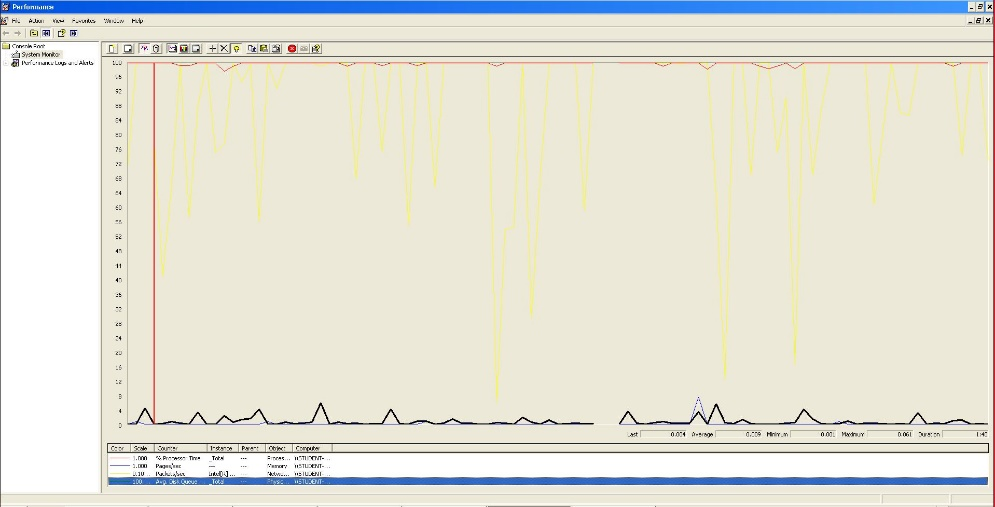 Performance
File Action View Favorites Window Help
Console Root
System Monitor
Performance Logs and Alerts
100
96
92
88
84
80
76
72
68
64
60
56
52
48
44
40
36
32
28
24
20
16
12
8
4
0
Last 0.004 Average 0.009 Minimum 0.001 Maximum 0.061 Duration 1:40
Color Scale Counter Instance Parent Object Computer
1.000 % Processor Time _Total --- Proces... \\STUDENT-...
1.000 Pages/sec --- --- Memory \\STUDENT-...
0.10... Packets/sec Intel[R] ... --- Netwo... \\STUDENT-...
100.... Avg. Disk Queue _Total --- Physic... \\STUDENT-...